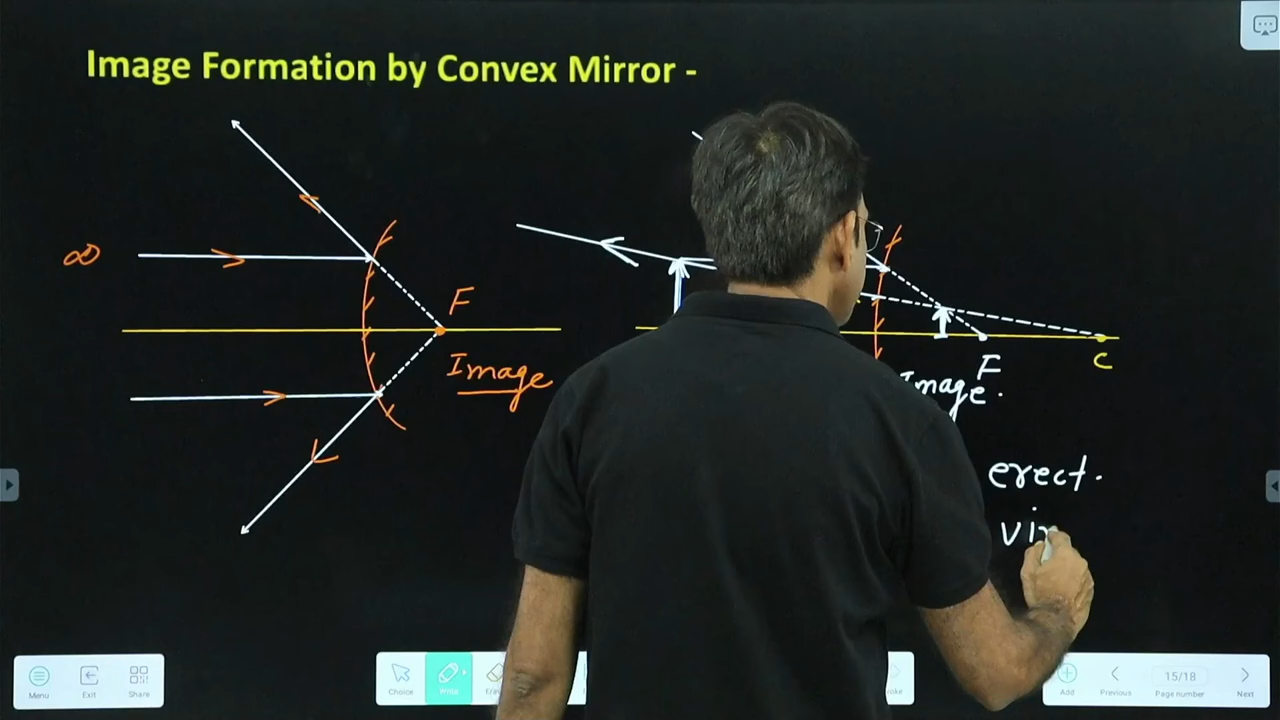 Image Formation by Convex Mirror -
∞
F
Image
F
C
Image.
erect.
vir
Menu
Exit
Share
Choice
Write
Add
Previous
15/18
Page number
Next